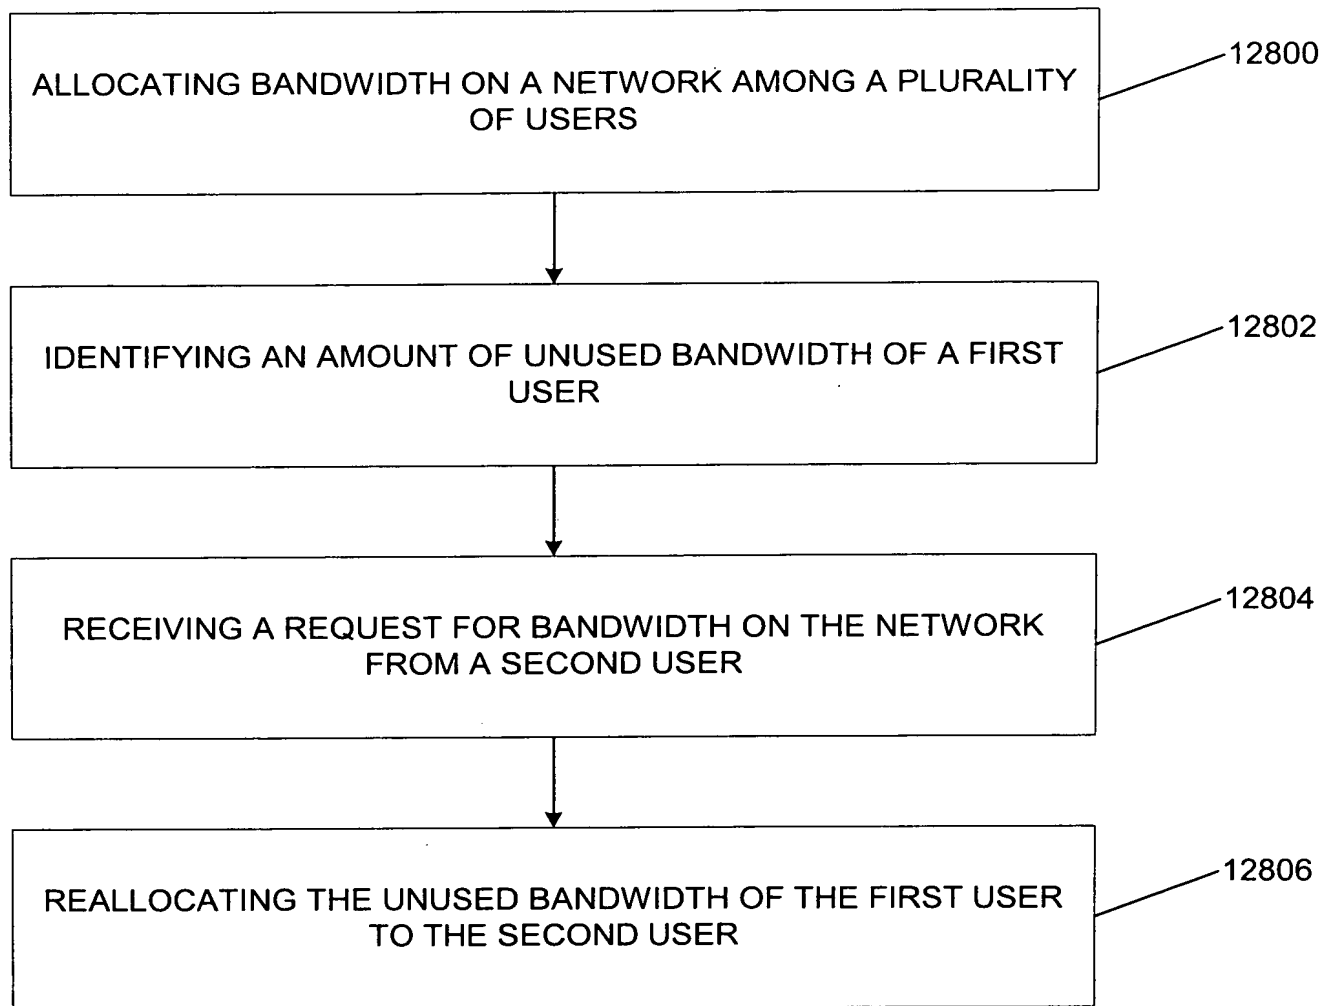 ALLOCATING BANDWIDTH ON A NETWORK AMONG A PLURALITY
OF USERS
12800
IDENTIFYING AN AMOUNT OF UNUSED BANDWIDTH OF A FIRST
USER
12802
RECEIVING A REQUEST FOR BANDWIDTH ON THE NETWORK
FROM A SECOND USER
12804
REALLOCATING THE UNUSED BANDWIDTH OF THE FIRST USER
TO THE SECOND USER
12806